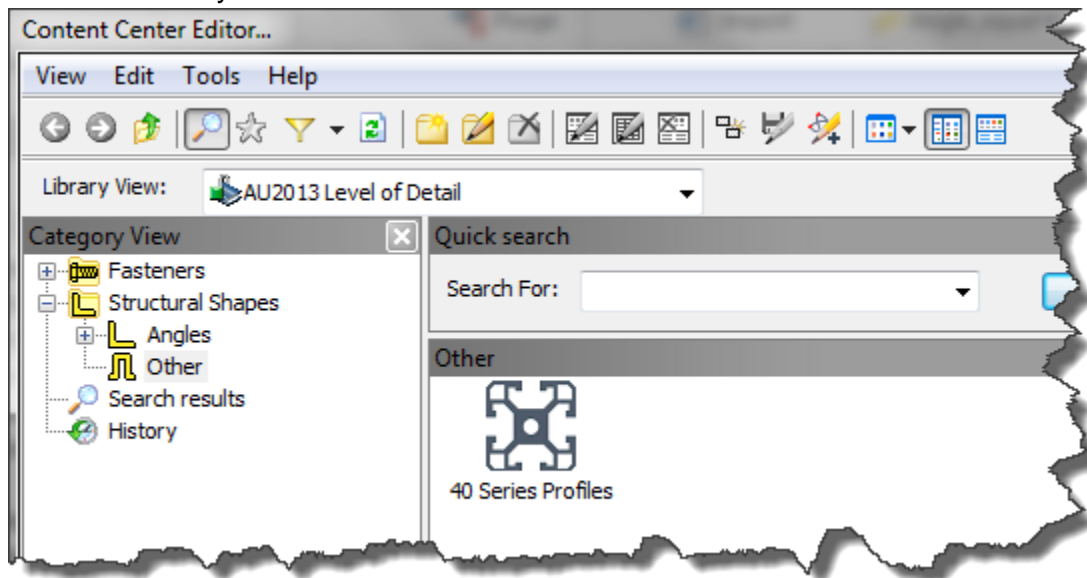 Content Center Editor...
View Edit Tools Help
Library View: AU2013 Level of Detail
Category View
Quick search
Fasteners
Structural Shapes
Angles
Other
Search results
History
Search For:
Other
40 Series Profiles